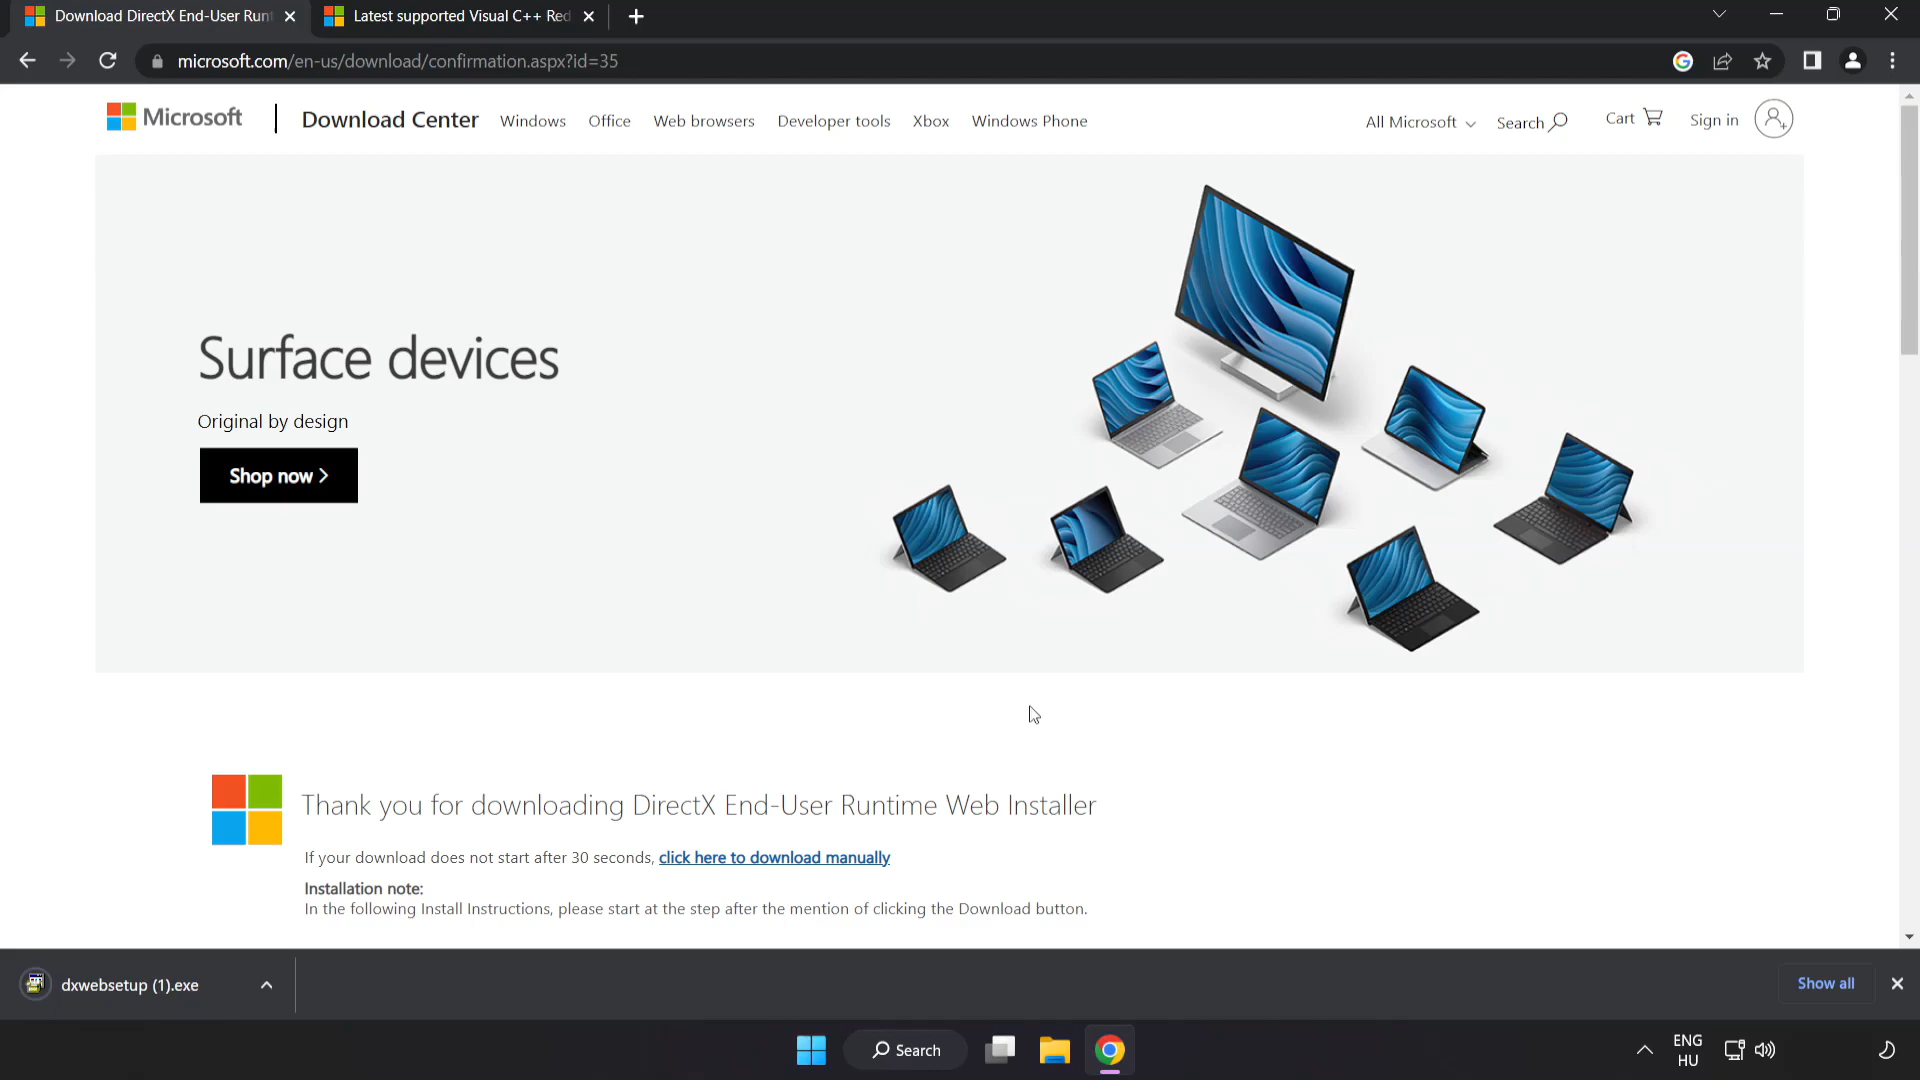 Download DirectX End-User Runt
Latest supported Visual C++ Red
microsoft.com/en-us/download/confirmation.aspx?id=35
Microsoft
Download Center
Windows
Office
Web browsers
Developer tools
Xbox
Windows Phone
All Microsoft
Search
Cart
Sign in
Surface devices
Original by design
Shop now
Thank you for downloading DirectX End-User Runtime Web Installer
If your download does not start after 30 seconds, click here to download manually
Installation note:
In the following Install Instructions, please start at the step after the mention of clicking the Download button.
dxwebsetup (1).exe
Show all
Search
ENG
HU